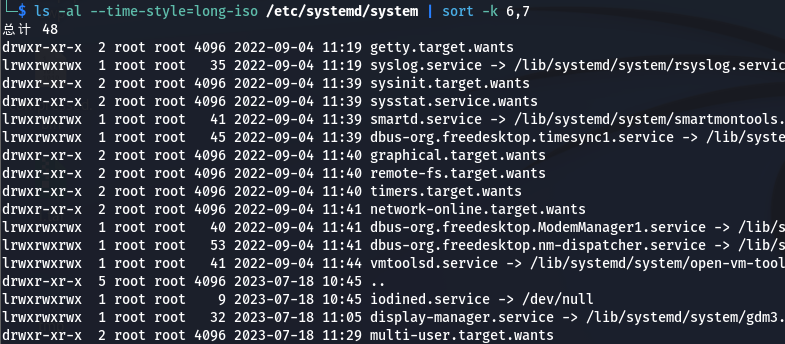 └─$ ls -al --time-style=long-iso /etc/systemd/system | sort -k 6,7
总计 48
drwxr-xr-x  2 root root 4096 2022-09-04 11:19 getty.target.wants
lrwxrwxrwx  1 root root   35 2022-09-04 11:19 syslog.service -> /lib/systemd/system/rsyslog.servic
drwxr-xr-x  2 root root 4096 2022-09-04 11:39 sysinit.target.wants
drwxr-xr-x  2 root root 4096 2022-09-04 11:39 sysstat.service.wants
lrwxrwxrwx  1 root root   41 2022-09-04 11:39 smartd.service -> /lib/systemd/system/smartmontools.
lrwxrwxrwx  1 root root   45 2022-09-04 11:39 dbus-org.freedesktop.timesync1.service -> /lib/syste
drwxr-xr-x  2 root root 4096 2022-09-04 11:40 graphical.target.wants
drwxr-xr-x  2 root root 4096 2022-09-04 11:40 remote-fs.target.wants
drwxr-xr-x  2 root root 4096 2022-09-04 11:40 timers.target.wants
drwxr-xr-x  2 root root 4096 2022-09-04 11:41 network-online.target.wants
lrwxrwxrwx  1 root root   40 2022-09-04 11:41 dbus-org.freedesktop.ModemManager1.service -> /lib/s
lrwxrwxrwx  1 root root   53 2022-09-04 11:41 dbus-org.freedesktop.nm-dispatcher.service -> /lib/s
lrwxrwxrwx  1 root root   41 2022-09-04 11:44 vmtoolsd.service -> /lib/systemd/system/open-vm-tool
drwxr-xr-x  5 root root 4096 2023-07-18 10:45 ..
lrwxrwxrwx  1 root root    9 2023-07-18 10:45 iodined.service -> /dev/null
lrwxrwxrwx  1 root root   32 2023-07-18 11:05 display-manager.service -> /lib/systemd/system/gdm3.
drwxr-xr-x  2 root root 4096 2023-07-18 11:29 multi-user.target.wants